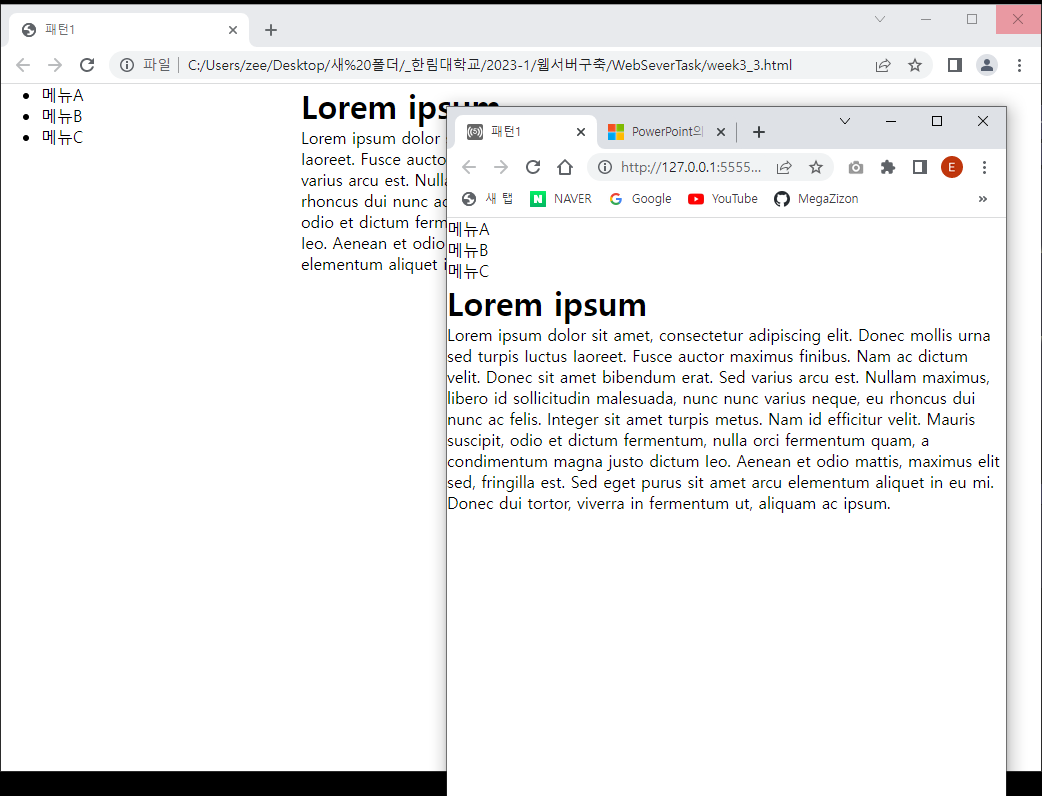 패턴1
파일
C:/Users/zee/Desktop/새%20폴더/_한림대학교/2023-1/웹서버구축/WebSeverTask/week3_3.html
메뉴A
메뉴B
메뉴C
Lorem ipsum
Lorem ipsum dolor
laoreet. Fusce aucto
varius arcu est. Nulla
rhoncus dui nunc ac
odio et dictum ferm
leo. Aenean et odio
elementum aliquet i
패턴1
PowerPoint의
http://127.0.0.1:5555...
E
새 탭
NAVER
Google
YouTube
MegaZizon
»
메뉴A
메뉴B
메뉴C
Lorem ipsum
Lorem ipsum dolor sit amet, consectetur adipiscing elit. Donec mollis urna
sed turpis luctus laoreet. Fusce auctor maximus finibus. Nam ac dictum
velit. Donec sit amet bibendum erat. Sed varius arcu est. Nullam maximus,
libero id sollicitudin malesuada, nunc nunc varius neque, eu rhoncus dui
nunc ac felis. Integer sit amet turpis metus. Nam id efficitur velit. Mauris
suscipit, odio et dictum fermentum, nulla orci fermentum quam, a
condimentum magna justo dictum leo. Aenean et odio mattis, maximus elit
sed, fringilla est. Sed eget purus sit amet arcu elementum aliquet in eu mi.
Donec dui tortor, viverra in fermentum ut, aliquam ac ipsum.